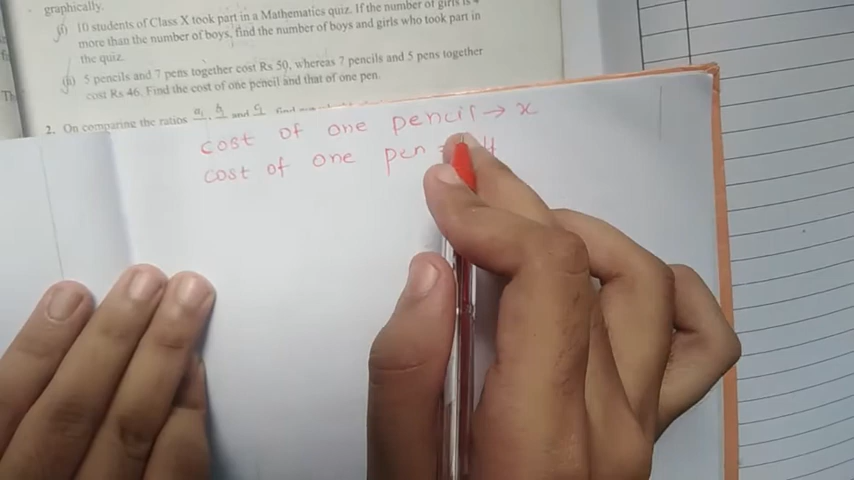 graphically.
(i) 10 students of Class X took part in a Mathematics quiz. If the number of girls is 4
more than the number of boys, find the number of boys and girls who took part in
the quiz.
(ii) 5 pencils and 7 pens together cost Rs 50, whereas 7 pencils and 5 pens together
cost Rs 46. Find the cost of one pencil and that of one pen.
2. On comparing the ratios
cost of one pencil → x
cost of one pen